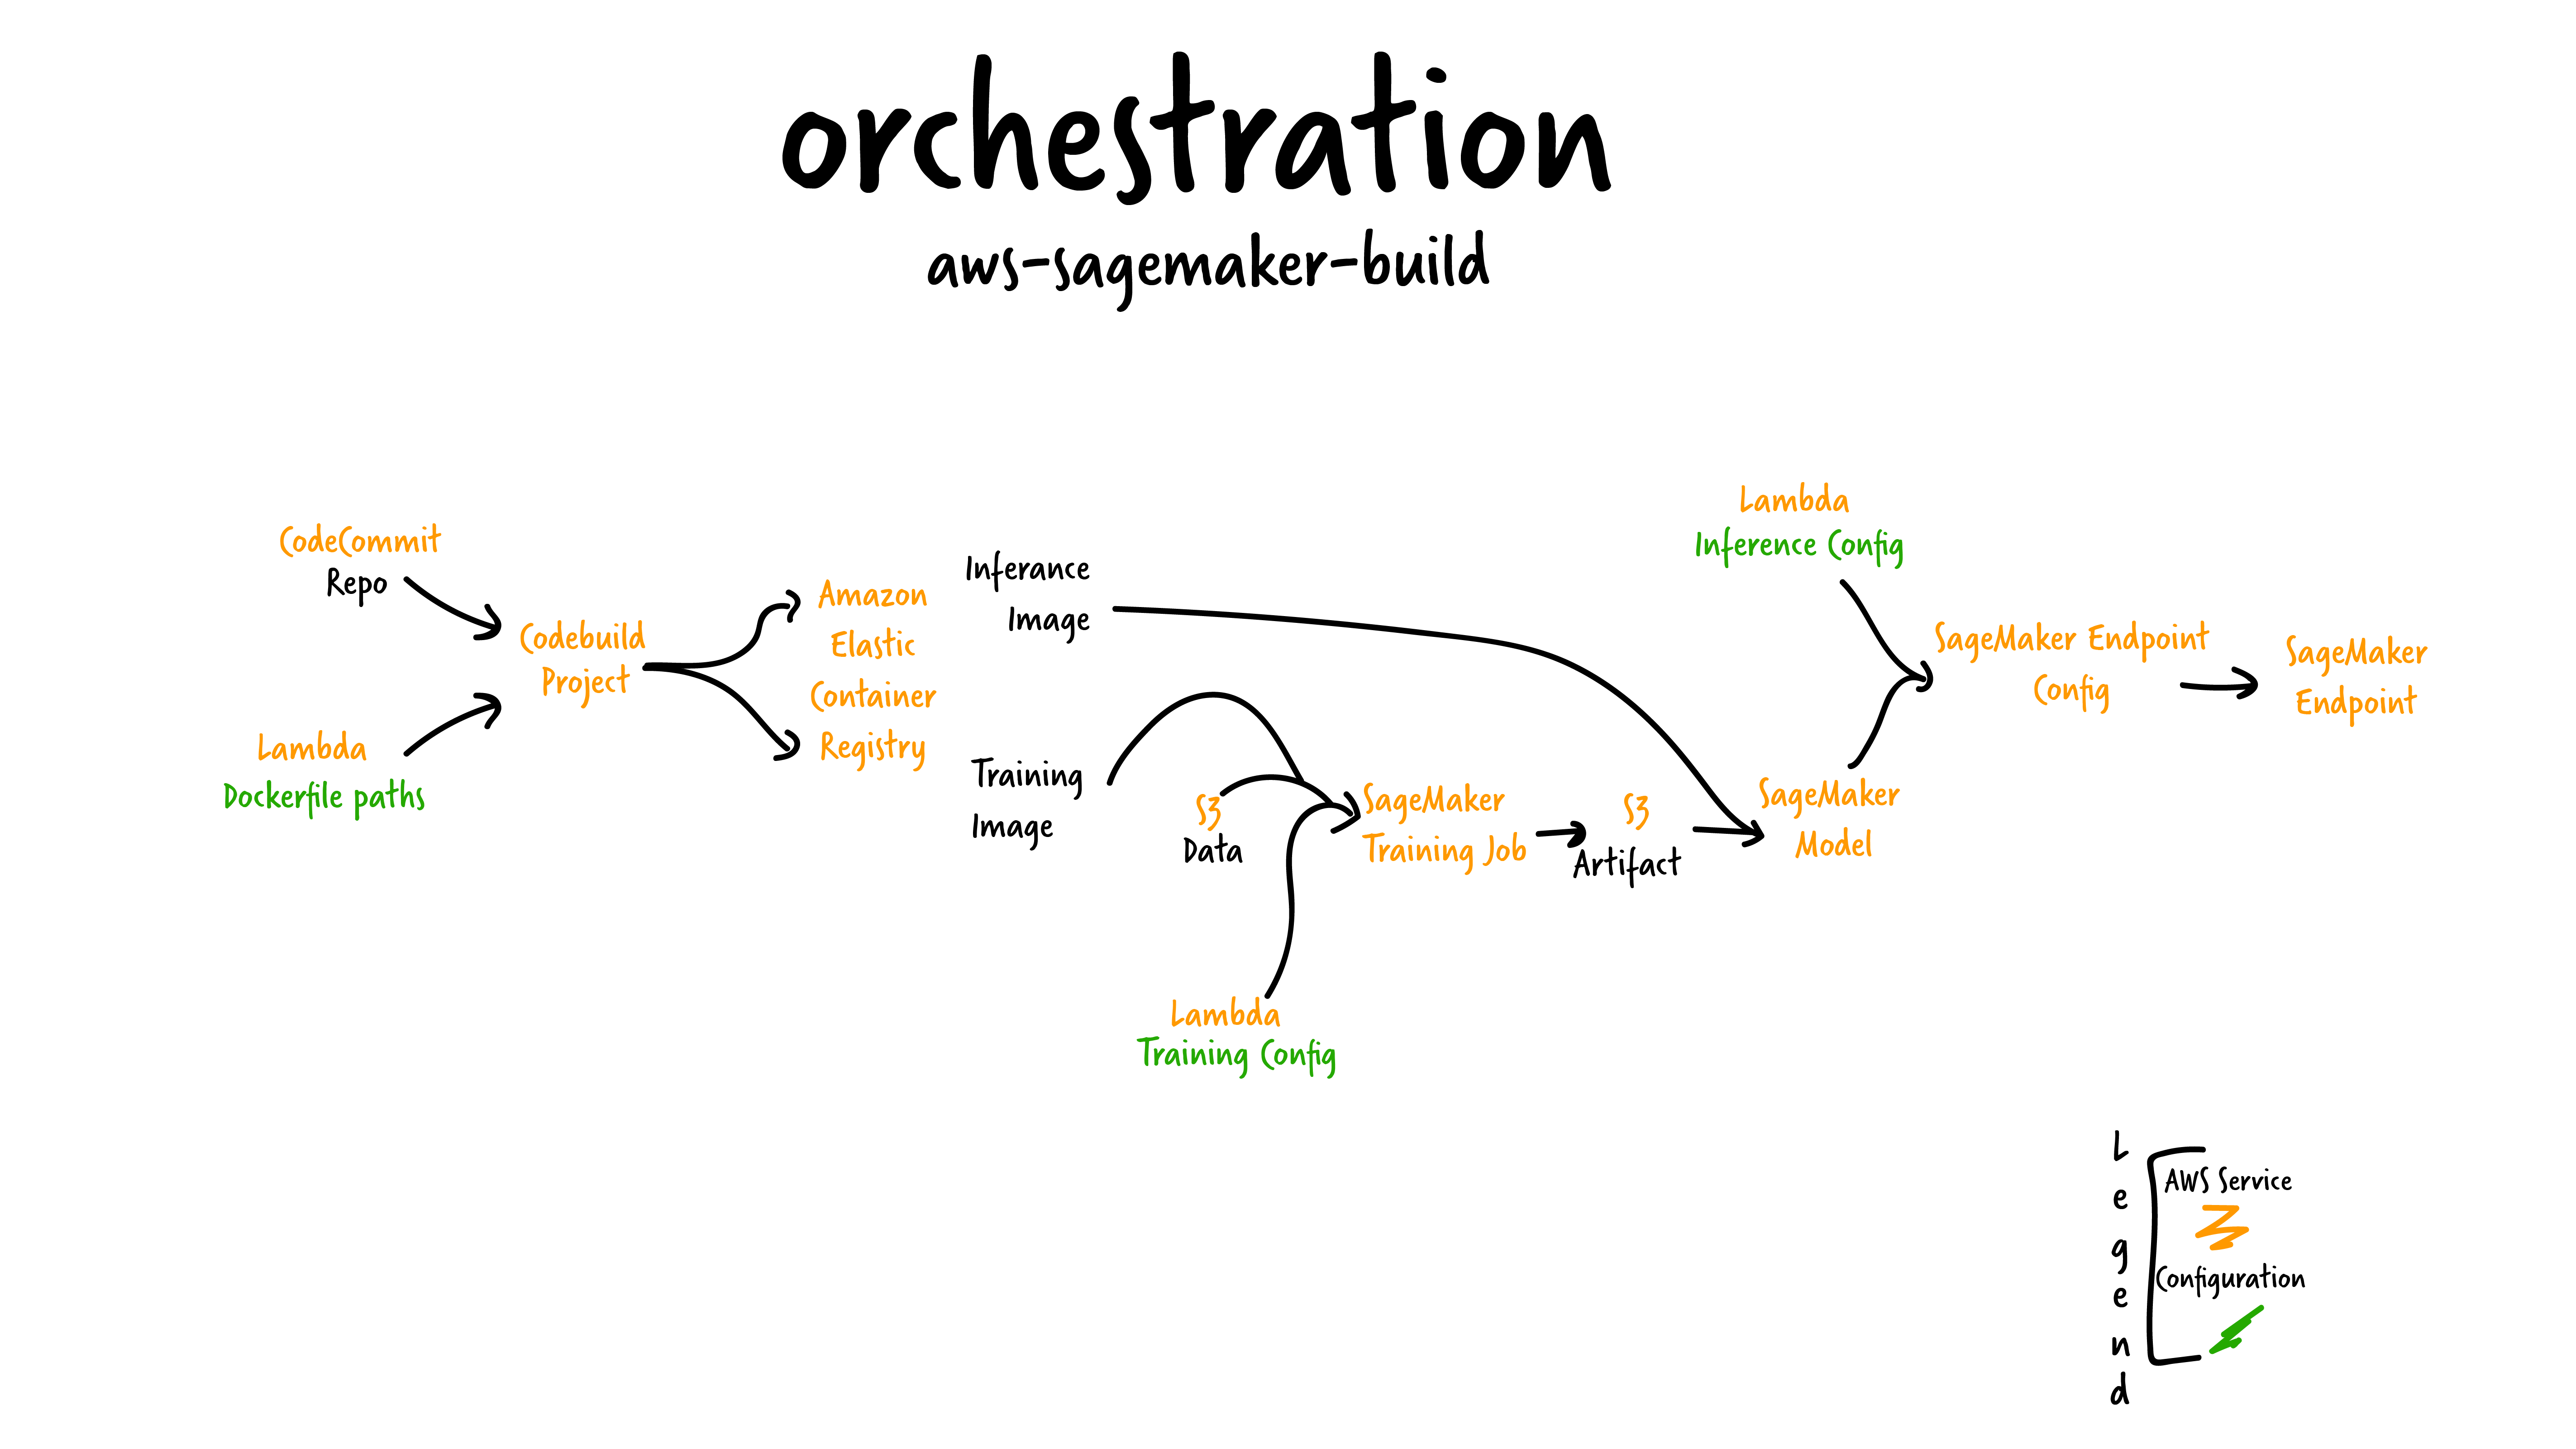 orchestration
aws-sagemaker-build
CodeCommit
Repo
Lambda
Dockerfile paths
Codebuild
Project
Amazon
Elastic
Container
Registry
Inferance
Image
Training
Image
S3
Data
Lambda
Training Config
SageMaker
Training Job
S3
Artifact
Lambda
Inference Config
SageMaker
Model
SageMaker Endpoint
Config
SageMaker
Endpoint
Legend
AWS Service
Configuration